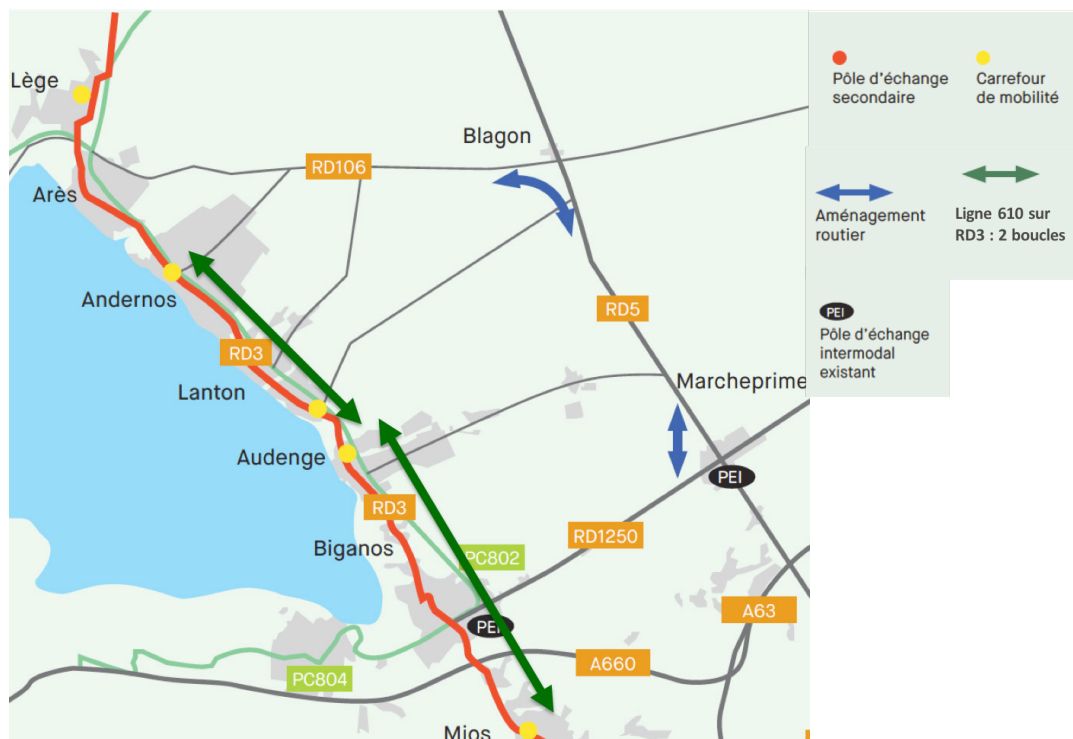 Lège
Blagon
RD106
Arès
Andernos
RD5
RD3
Marcheprime
Lanton
Audenge
PEI
RD3
RD1250
Biganos
PC802
A63
PEI
A660
PC804
Mios
Pôle d'échange
secondaire
Carrefour
de mobilité
Aménagement
routier
Ligne 610 sur
RD3 : 2 boucles
PEI
Pôle d'échange
intermodal
existant